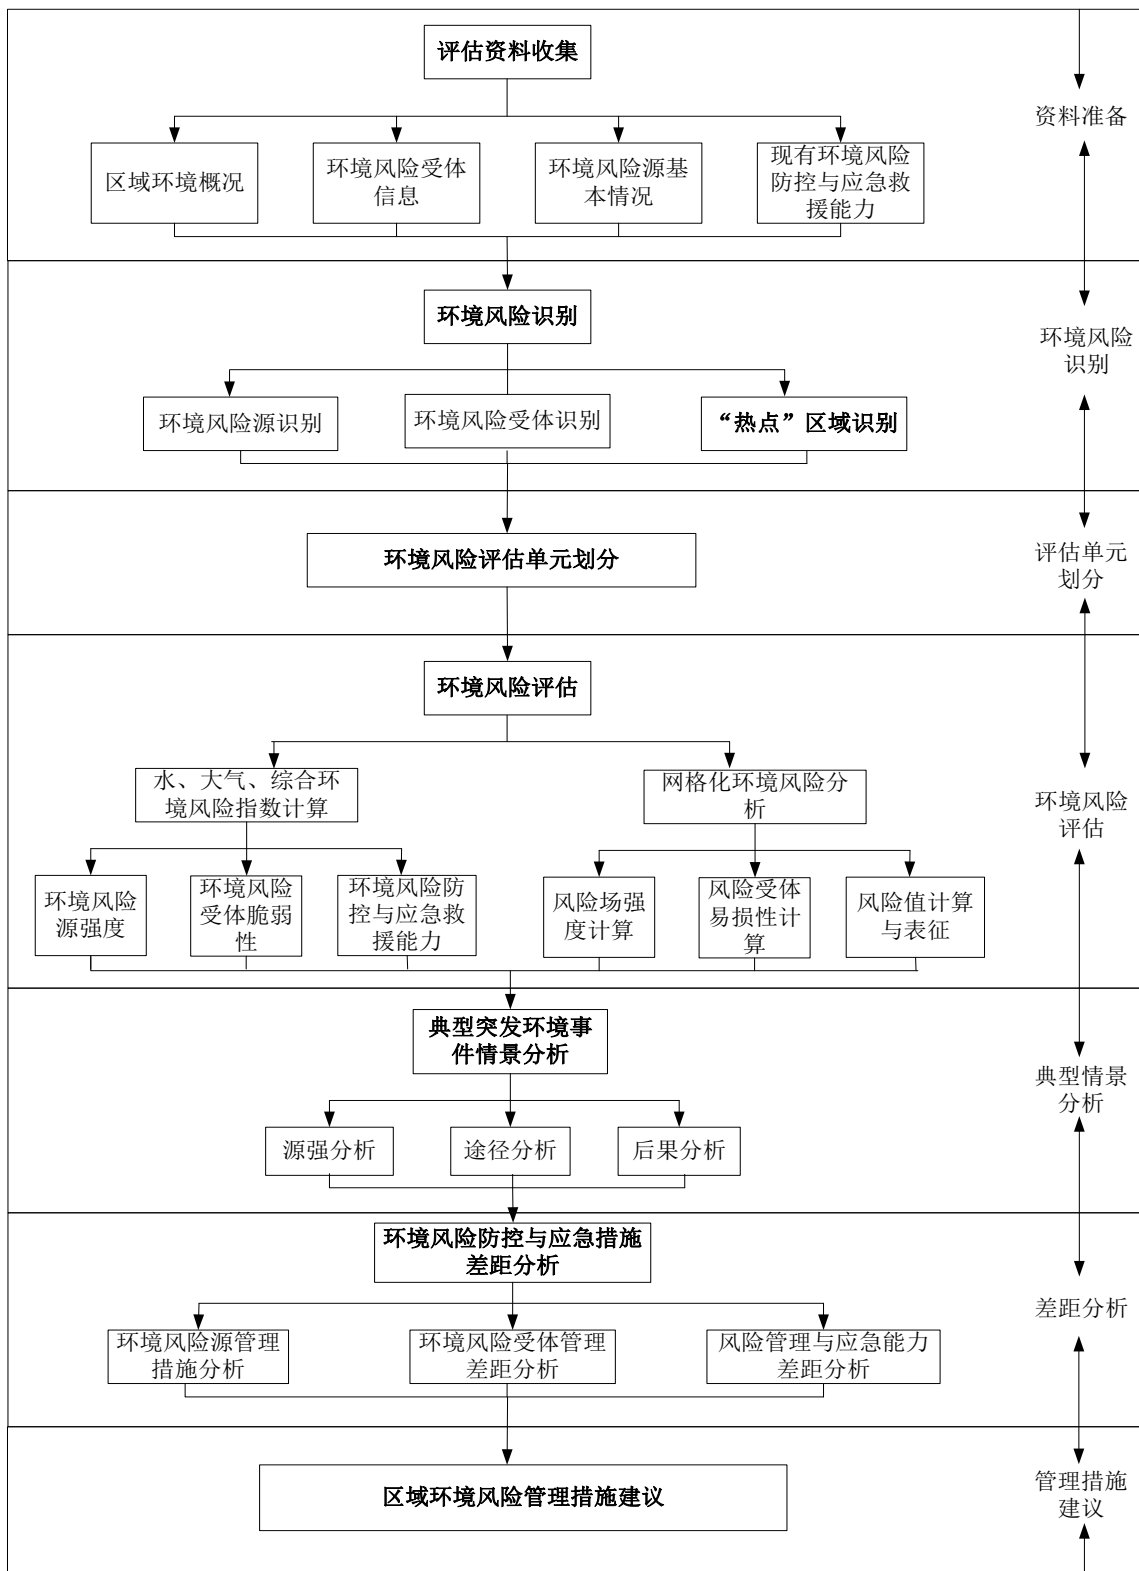 评估资料收集
资料准备
区域环境概况
环境风险受体
信息
环境风险源基
本情况
现有环境风险
防控与应急救
援能力
环境风险识别
环境风险
识别
环境风险源识别
环境风险受体识别
“热点”区域识别
环境风险评估单元划分
评估单元
划分
环境风险评估
水、大气、综合环
境风险指数计算
网格化环境风险分
析
环境风险
评估
环境风险
源强度
环境风险
受体脆弱
性
环境风险防
控与应急救
援能力
风险场强
度计算
风险受体
易损性计
算
风险值计算
与表征
典型突发环境事
件情景分析
典型情景
分析
源强分析
途径分析
后果分析
环境风险防控与应急措施
差距分析
差距分析
环境风险源管理
措施分析
环境风险受体管理
差距分析
风险管理与应急能力
差距分析
区域环境风险管理措施建议
管理措施
建议